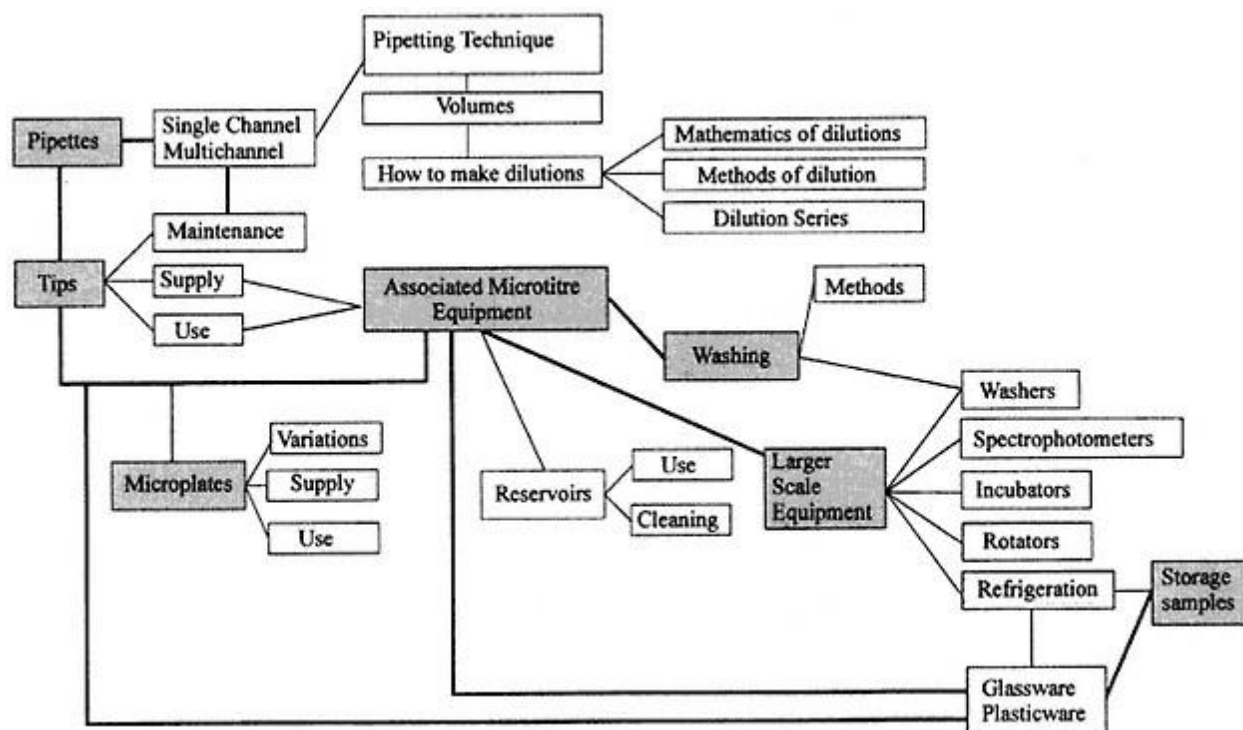 Pipetting Technique
Volumes
Pipettes
Single Channel
Multichannel
Mathematics of dilutions
How to make dilutions
Methods of dilution
Dilution Series
Maintenance
Tips
Supply
Use
Associated Microtitre
Equipment
Methods
Washing
Washers
Variations
Microplates
Supply
Use
Reservoirs
Use
Cleaning
Larger
Scale
Equipment
Spectrophotometers
Incubators
Rotators
Refrigeration
Storage
samples
Glassware
Plasticware